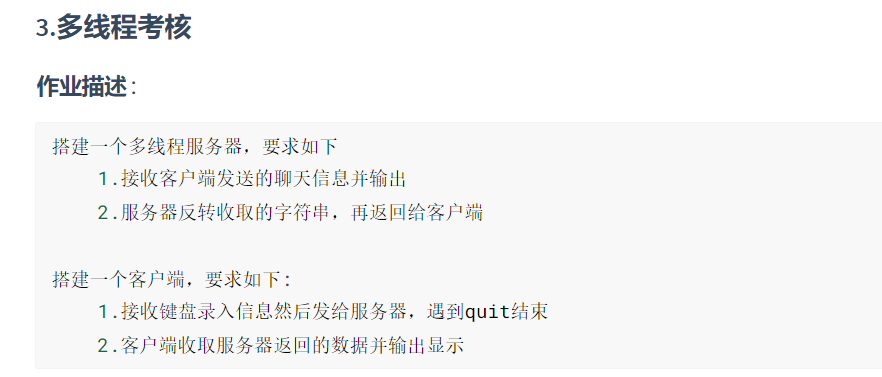 3.多线程考核
作业描述：
搭建一个多线程服务器，要求如下
1.接收客户端发送的聊天信息并输出
2.服务器反转收取的字符串，再返回给客户端
搭建一个客户端，要求如下：
1.接收键盘录入信息然后发给服务器，遇到quit结束
2.客户端收取服务器返回的数据并输出显示